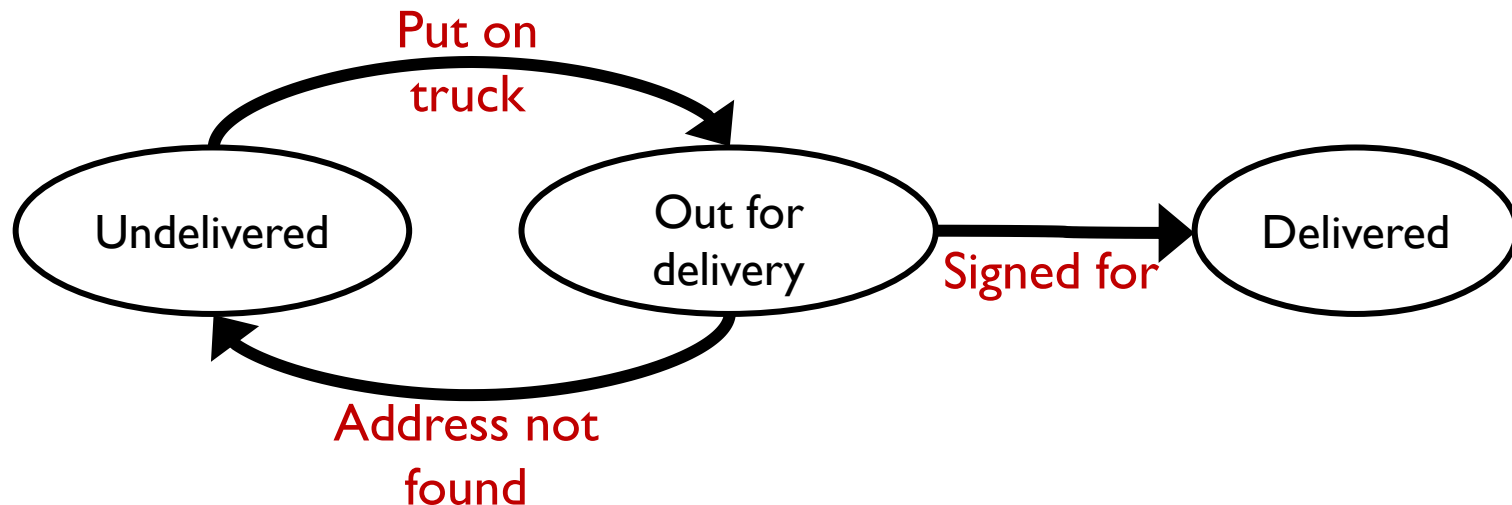 Put on
truck
Undelivered
Out for
delivery
Signed for
Delivered
Address not
found